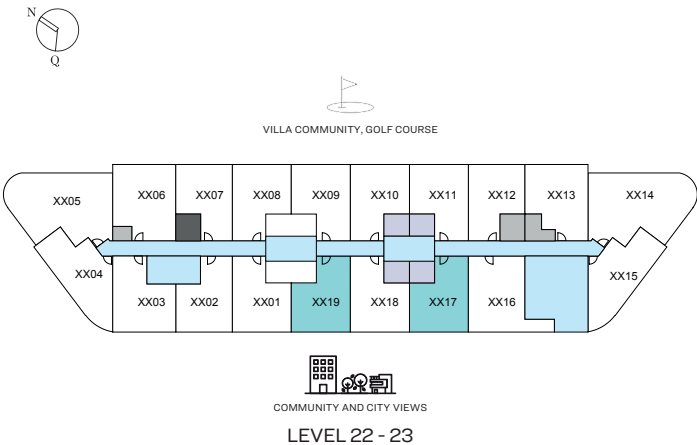 N
Q
VILLA COMMUNITY, GOLF COURSE
XX05
XX06
XX07
XX08
XX09
XX10
XX11
XX12
XX13
XX14
XX04
XX03
XX02
XX01
XX19
XX18
XX17
XX16
XX15
COMMUNITY AND CITY VIEWS
LEVEL 22 - 23